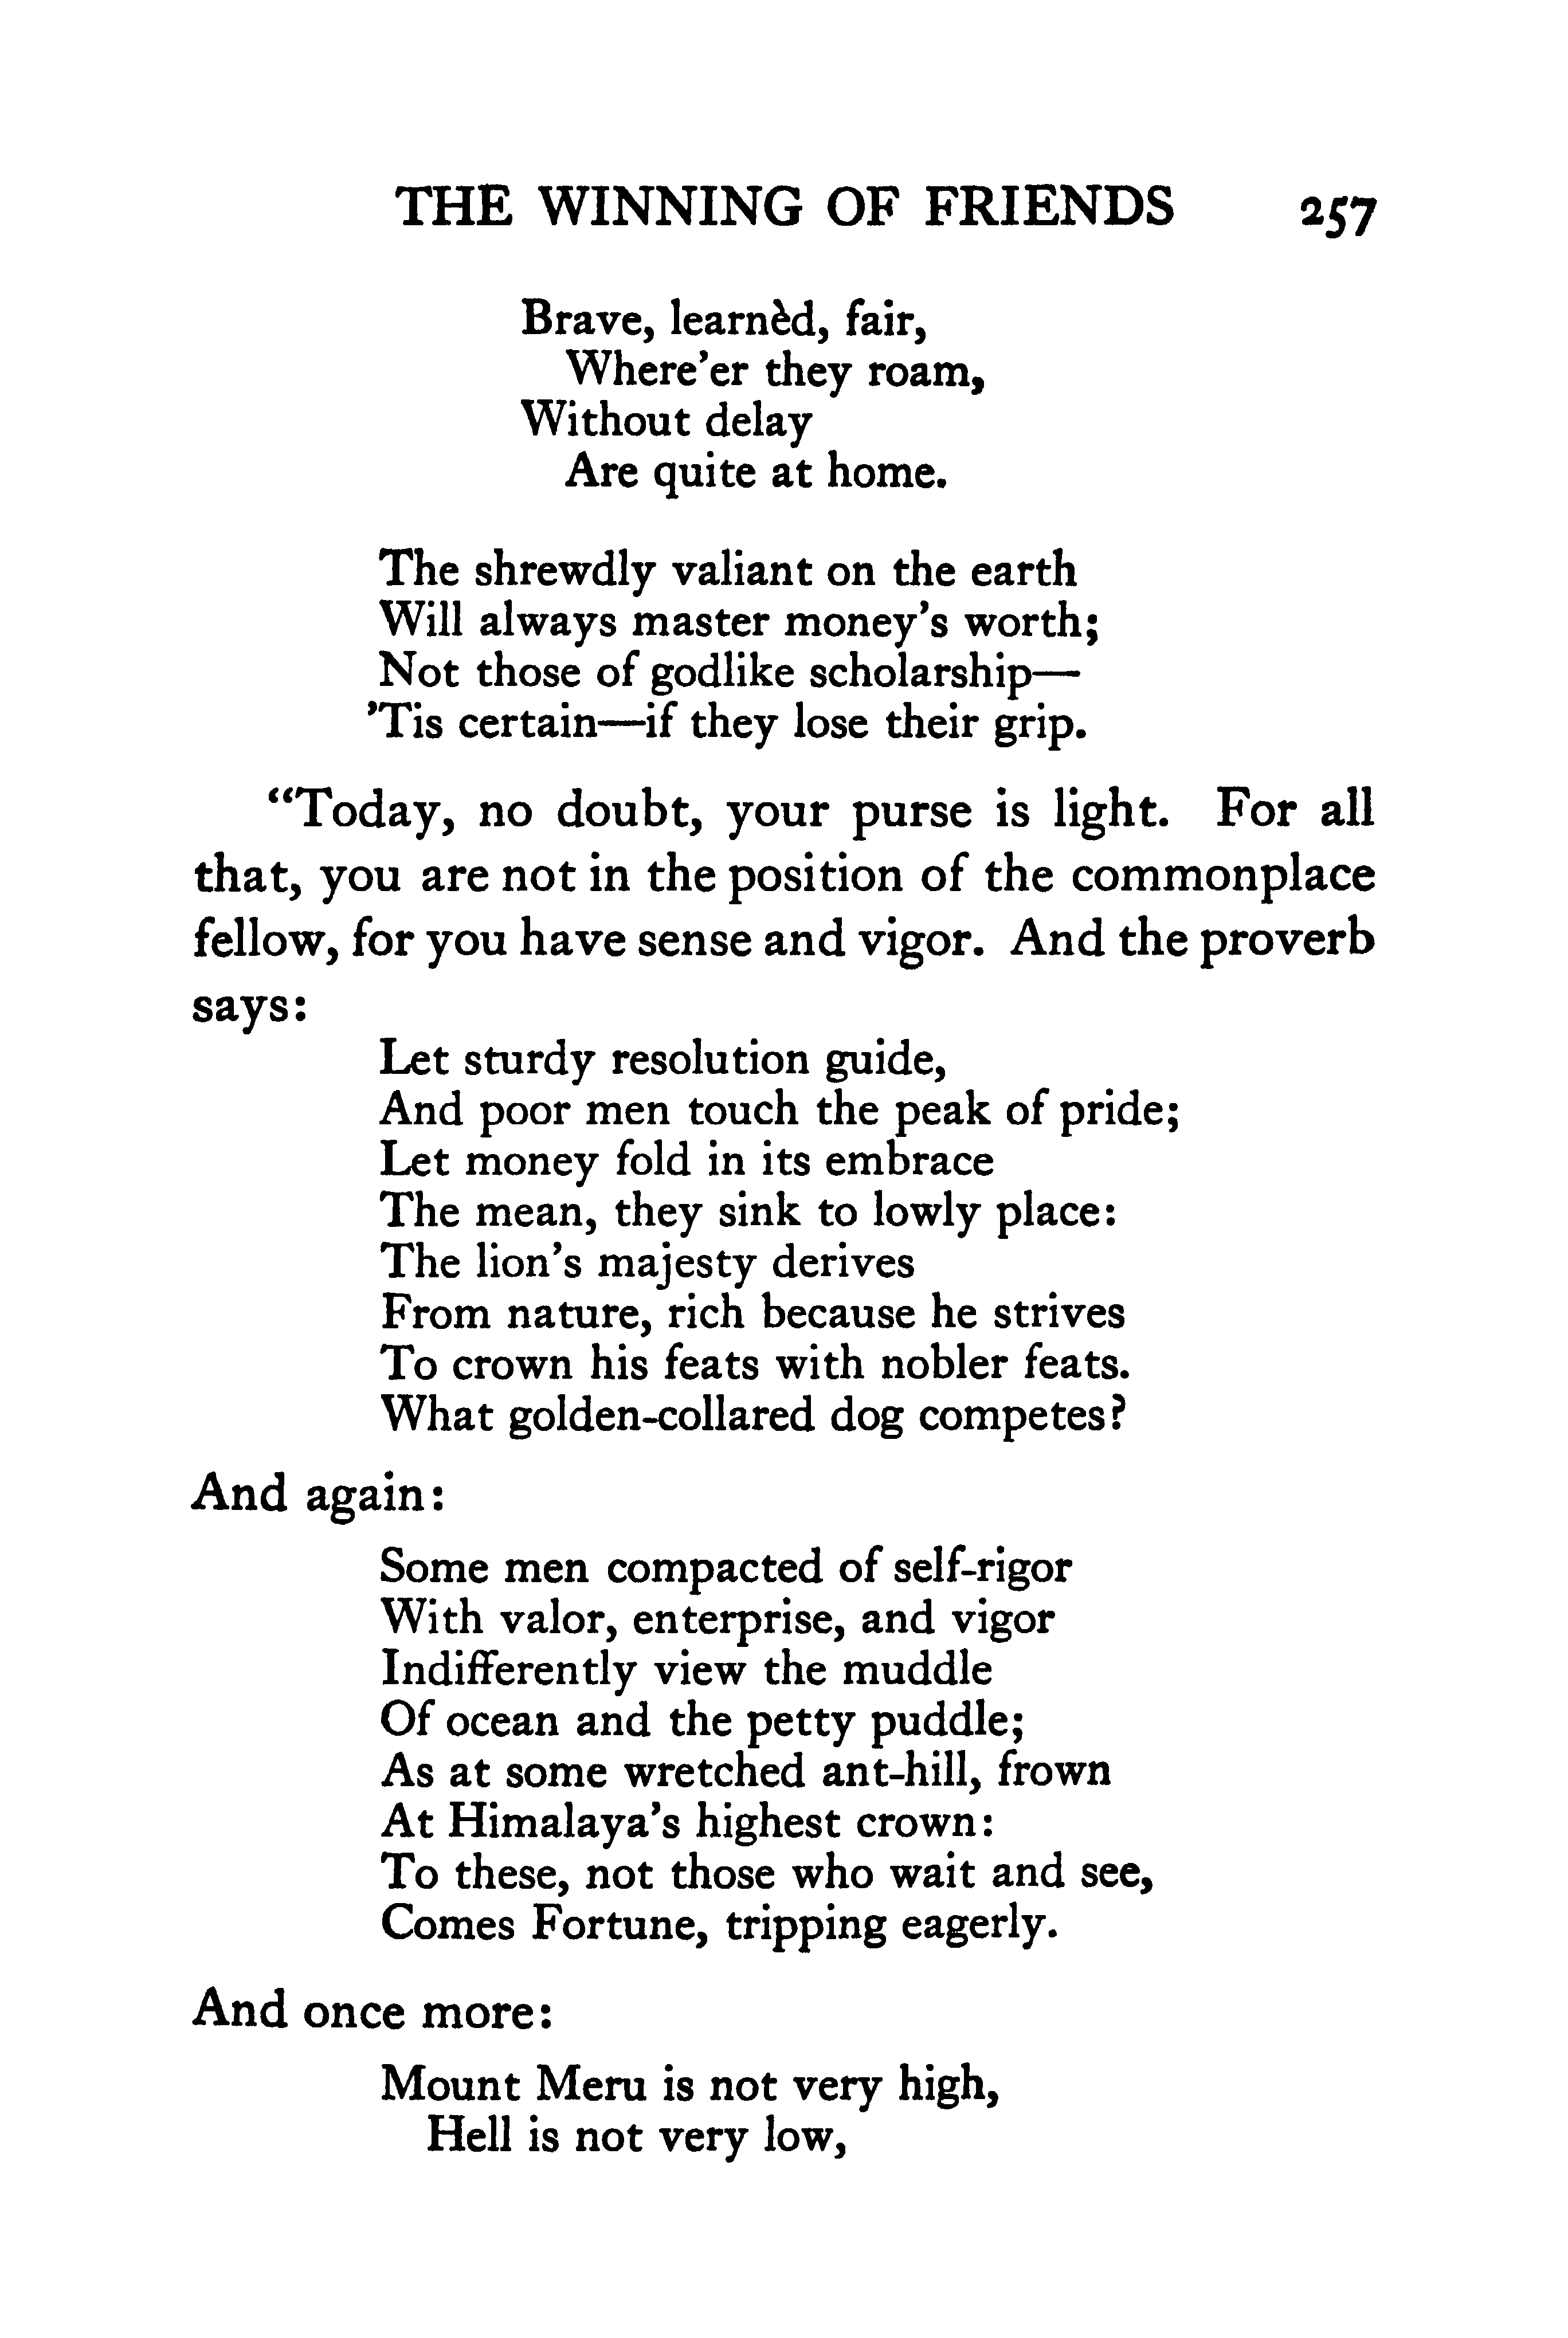 THE WINNING OF FRIENDS 257
Brave, learnèd, fair,
Where'er they roam,
Without delay
Are quite at home.
The shrewdly valiant on the earth
Will always master money's worth;
Not those of godlike scholarship—
'Tis certain—if they lose their grip.
"Today, no doubt, your purse is light. For all
that, you are not in the position of the commonplace
fellow, for you have sense and vigor. And the proverb
says:
Let sturdy resolution guide,
And poor men touch the peak of pride;
Let money fold in its embrace
The mean, they sink to lowly place:
The lion's majesty derives
From nature, rich because he strives
To crown his feats with nobler feats.
What golden-collared dog competes?
And again:
Some men compacted of self-rigor
With valor, enterprise, and vigor
Indifferently view the muddle
Of ocean and the petty puddle;
As at some wretched ant-hill, frown
At Himalaya's highest crown:
To these, not those who wait and see,
Comes Fortune, tripping eagerly.
And once more:
Mount Meru is not very high,
Hell is not very low,